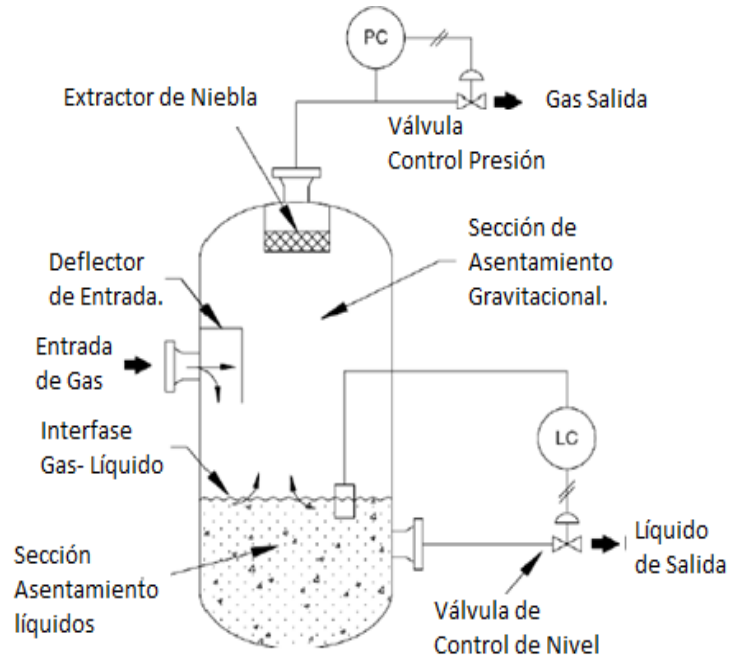 PC
Extractor de Niebla
Gas Salida
Válvula
Control Presión
Sección de
Asentamiento
Gravitacional.
Deflector
de Entrada.
Entrada
de Gas
Interfase
Gas- Líquido
LC
Sección
Asentamiento
líquidos
Líquido
de Salida
Válvula de
Control de Nivel